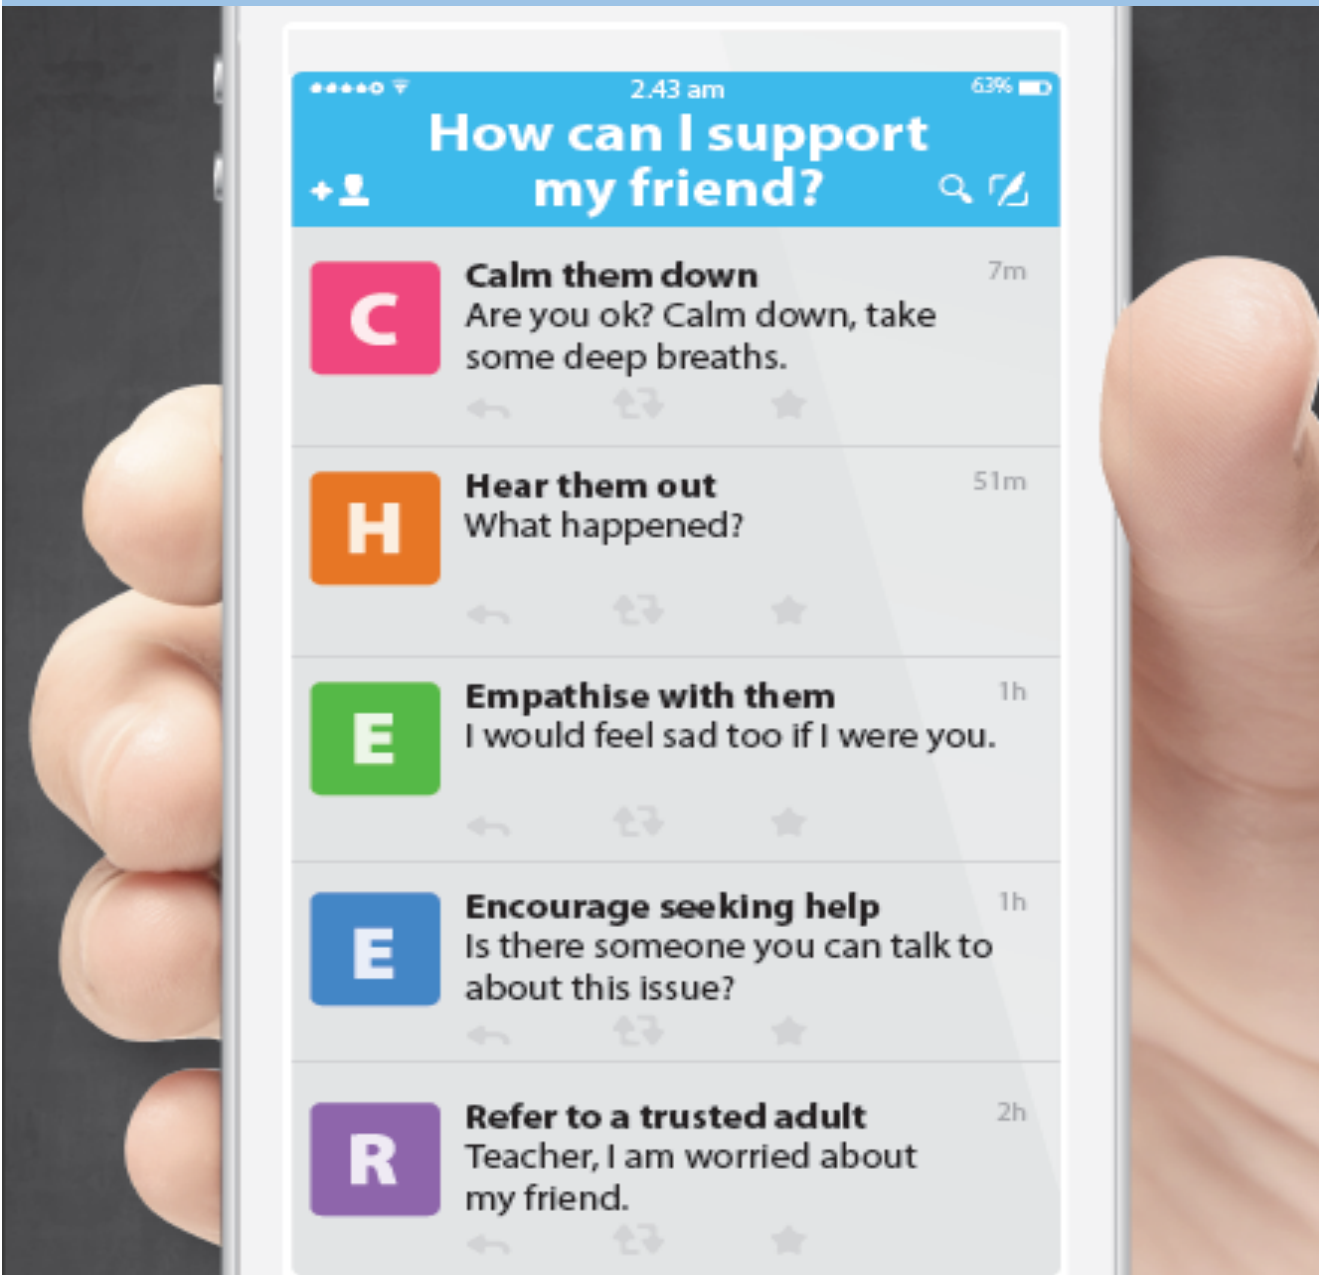 2.43 am
63%
How can I support
my friend?
C
Calm them down
7m
Are you ok? Calm down, take
some deep breaths.
H
Hear them out
51m
What happened?
E
Empathise with them
1h
I would feel sad too if I were you.
E
Encourage seeking help
1h
Is there someone you can talk to
about this issue?
R
Refer to a trusted adult
2h
Teacher, I am worried about
my friend.